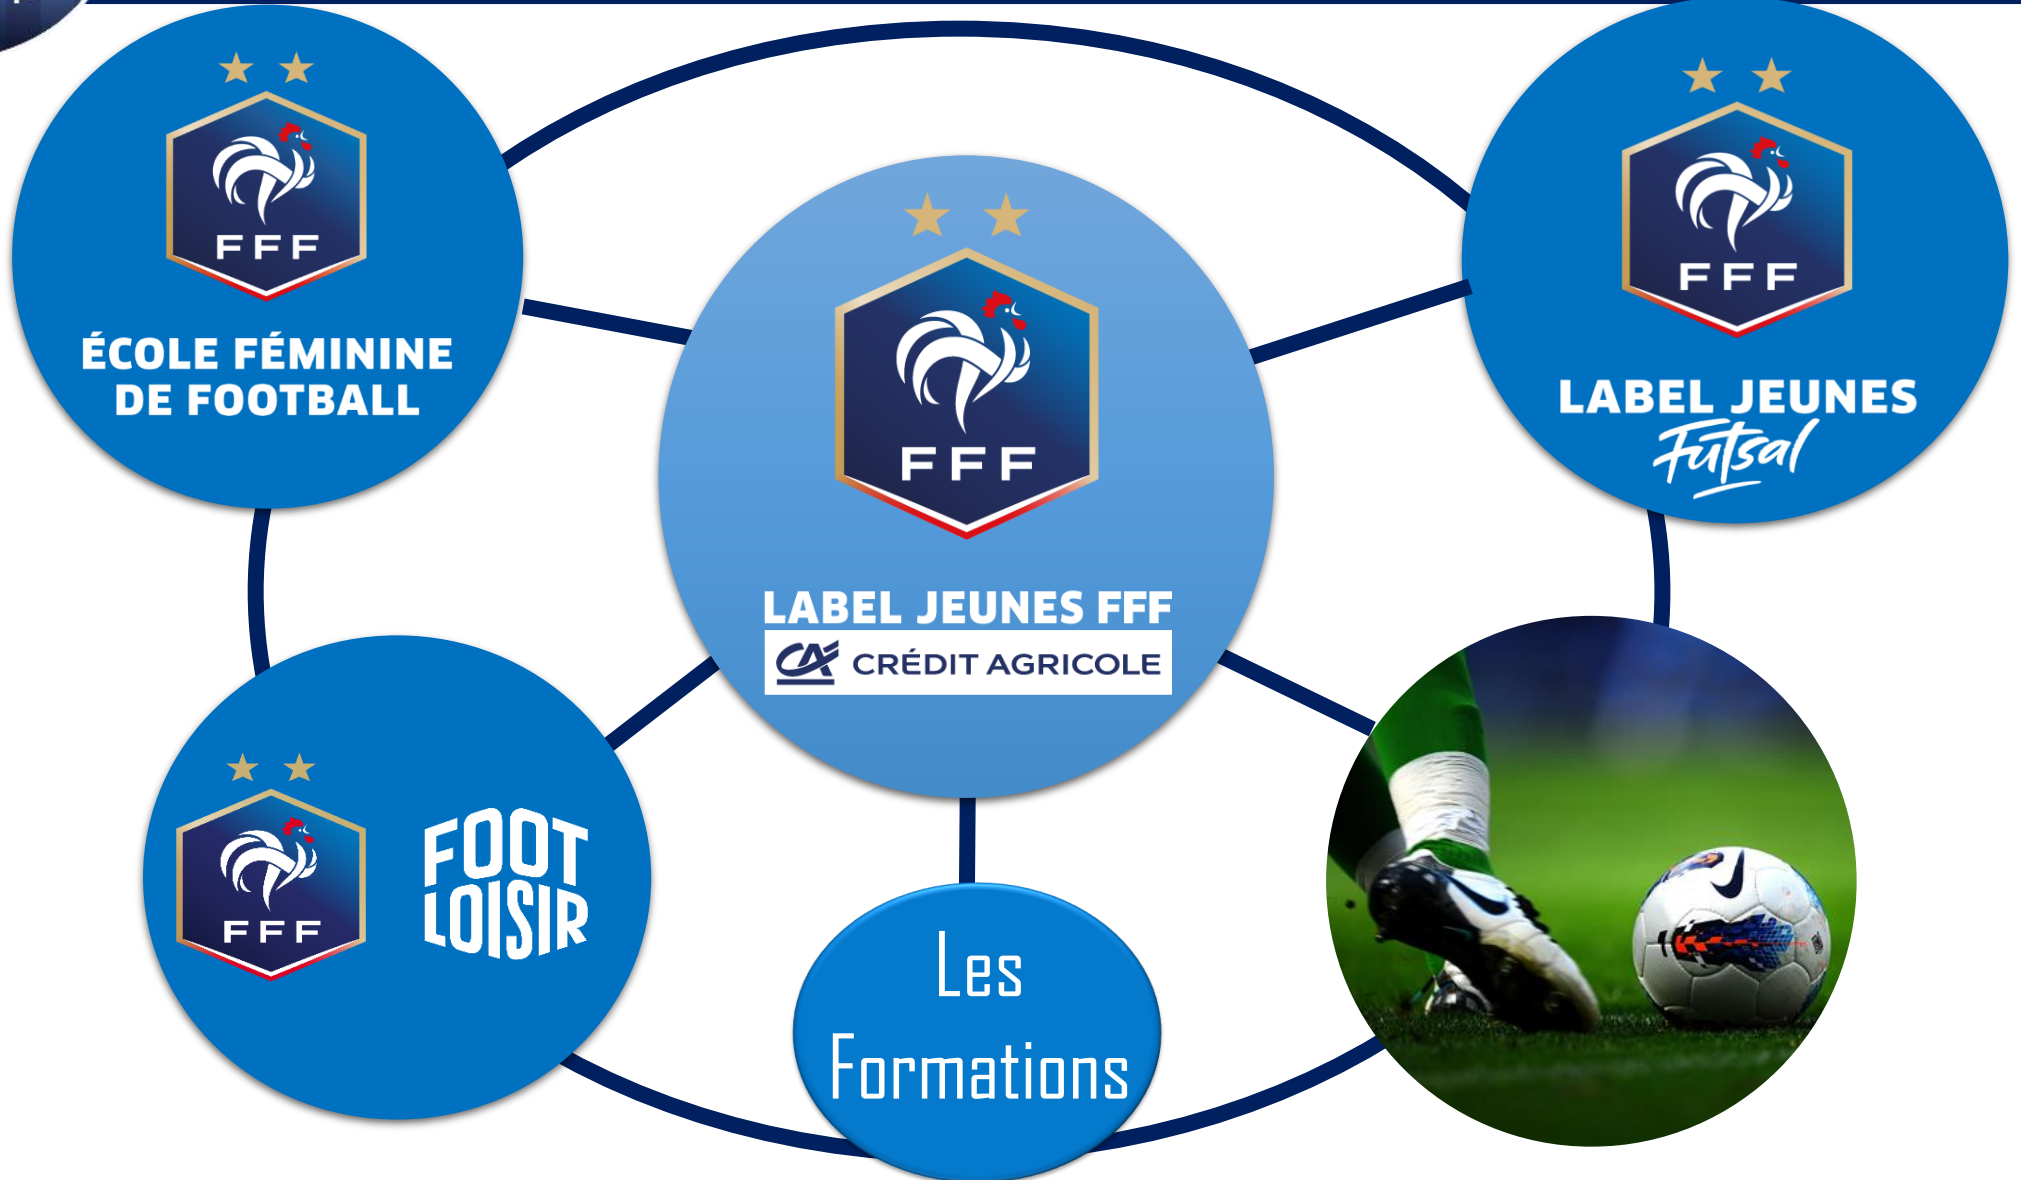 FFF
ÉCOLE FÉMININE
DE FOOTBALL
FFF
LABEL JEUNES
Futsal
FFF
LABEL JEUNES FFF
CRÉDIT AGRICOLE
FFF
FOOT
LOISIR
Les
Formations